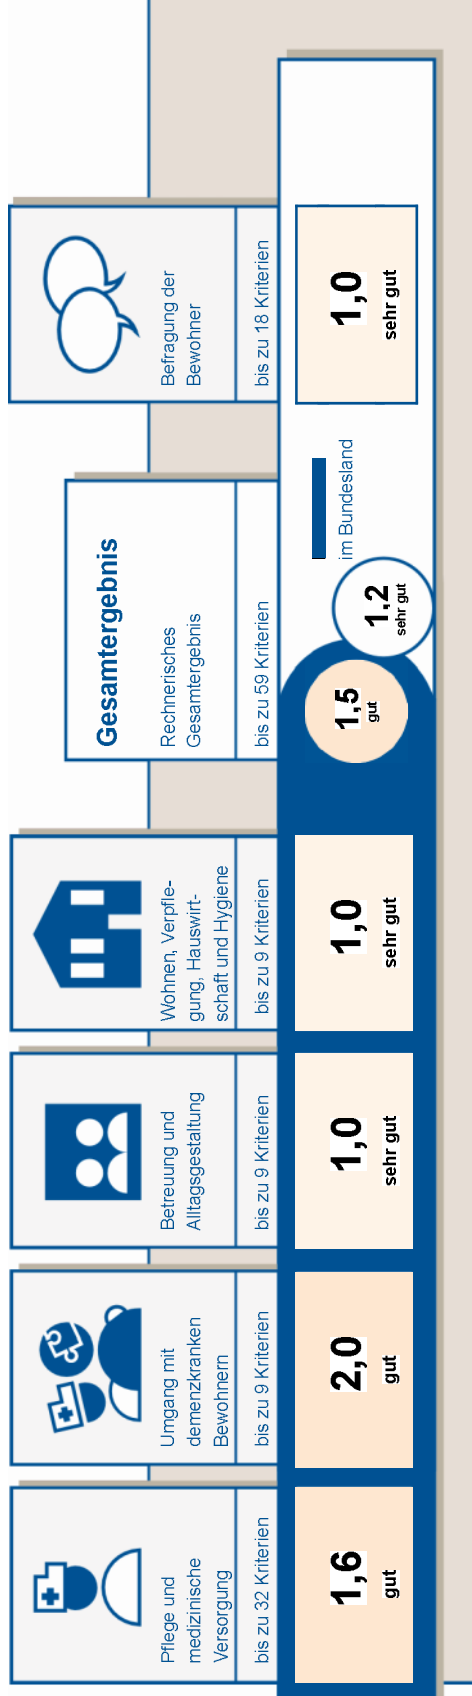 Pflege und
medizinische
Versorgung
bis zu 32 Kriterien
1,6
gut
Umgang mit
demenzkranken
Bewohnern
bis zu 9 Kriterien
2,0
gut
Betreuung und
Alltagsgestaltung
bis zu 9 Kriterien
1,0
sehr gut
Wohnen, Verpfle-
gung, Hauswirt-
schaft und Hygiene
bis zu 9 Kriterien
1,0
sehr gut
Gesamtergebnis
Rechnerisches
Gesamtergebnis
bis zu 59 Kriterien
1,5
gut
1,2
sehr gut
im Bundesland
Befragung der
Bewohner
bis zu 18 Kriterien
1,0
sehr gut